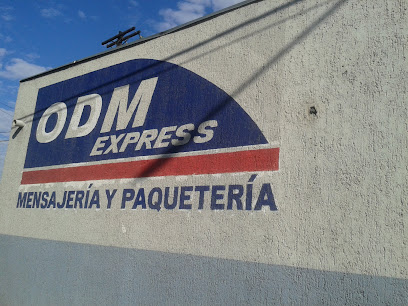 ODM
EXPRESS
MENSAJERÍA Y PAQUETERÍA